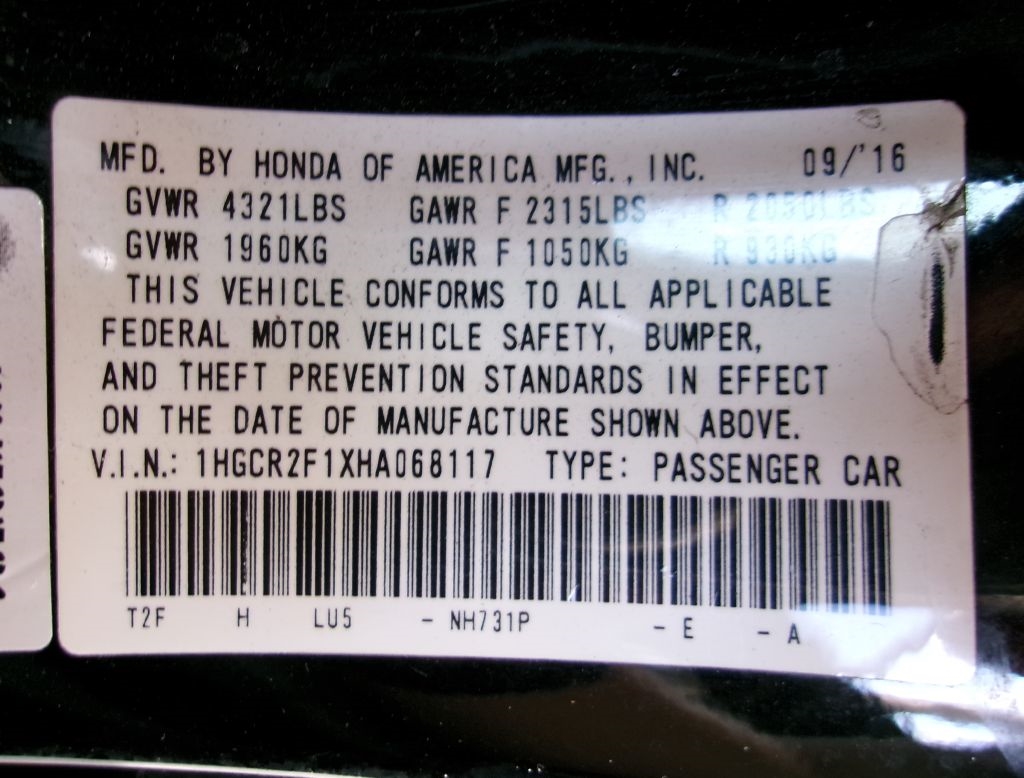 MFD. BY HONDA OF AMERICA MFG., INC. 09/'16
GVWR 4321LBS GAWR F 2315LBS R 2050LBS
GVWR 1960KG GAWR F 1050KG R 930KG
THIS VEHICLE CONFORMS TO ALL APPLICABLE
FEDERAL MOTOR VEHICLE SAFETY, BUMPER,
AND THEFT PREVENTION STANDARDS IN EFFECT
ON THE DATE OF MANUFACTURE SHOWN ABOVE.
V.I.N.: 1HGCR2F1XHA068117 TYPE: PASSENGER CAR
T2F H LU5 - NH731P - E - A